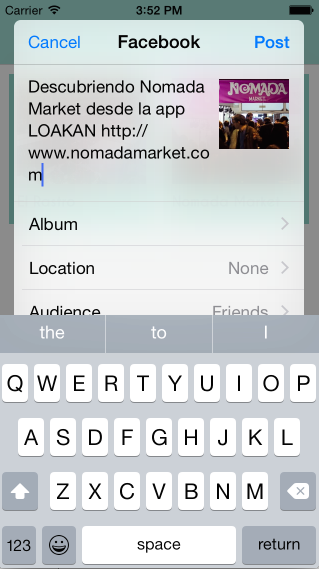 Carrier 3:52 PM
Cancel Facebook Post
Descubriendo Nomada
Market desde la app
LOAKAN http://
www.nomadamarket.co
m
NOMADA
MARKET
Album
Location None
Audience Friends
the to I
Q W E R T Y U I O P
A S D F G H J K L
Z X C V B N M
123 space return